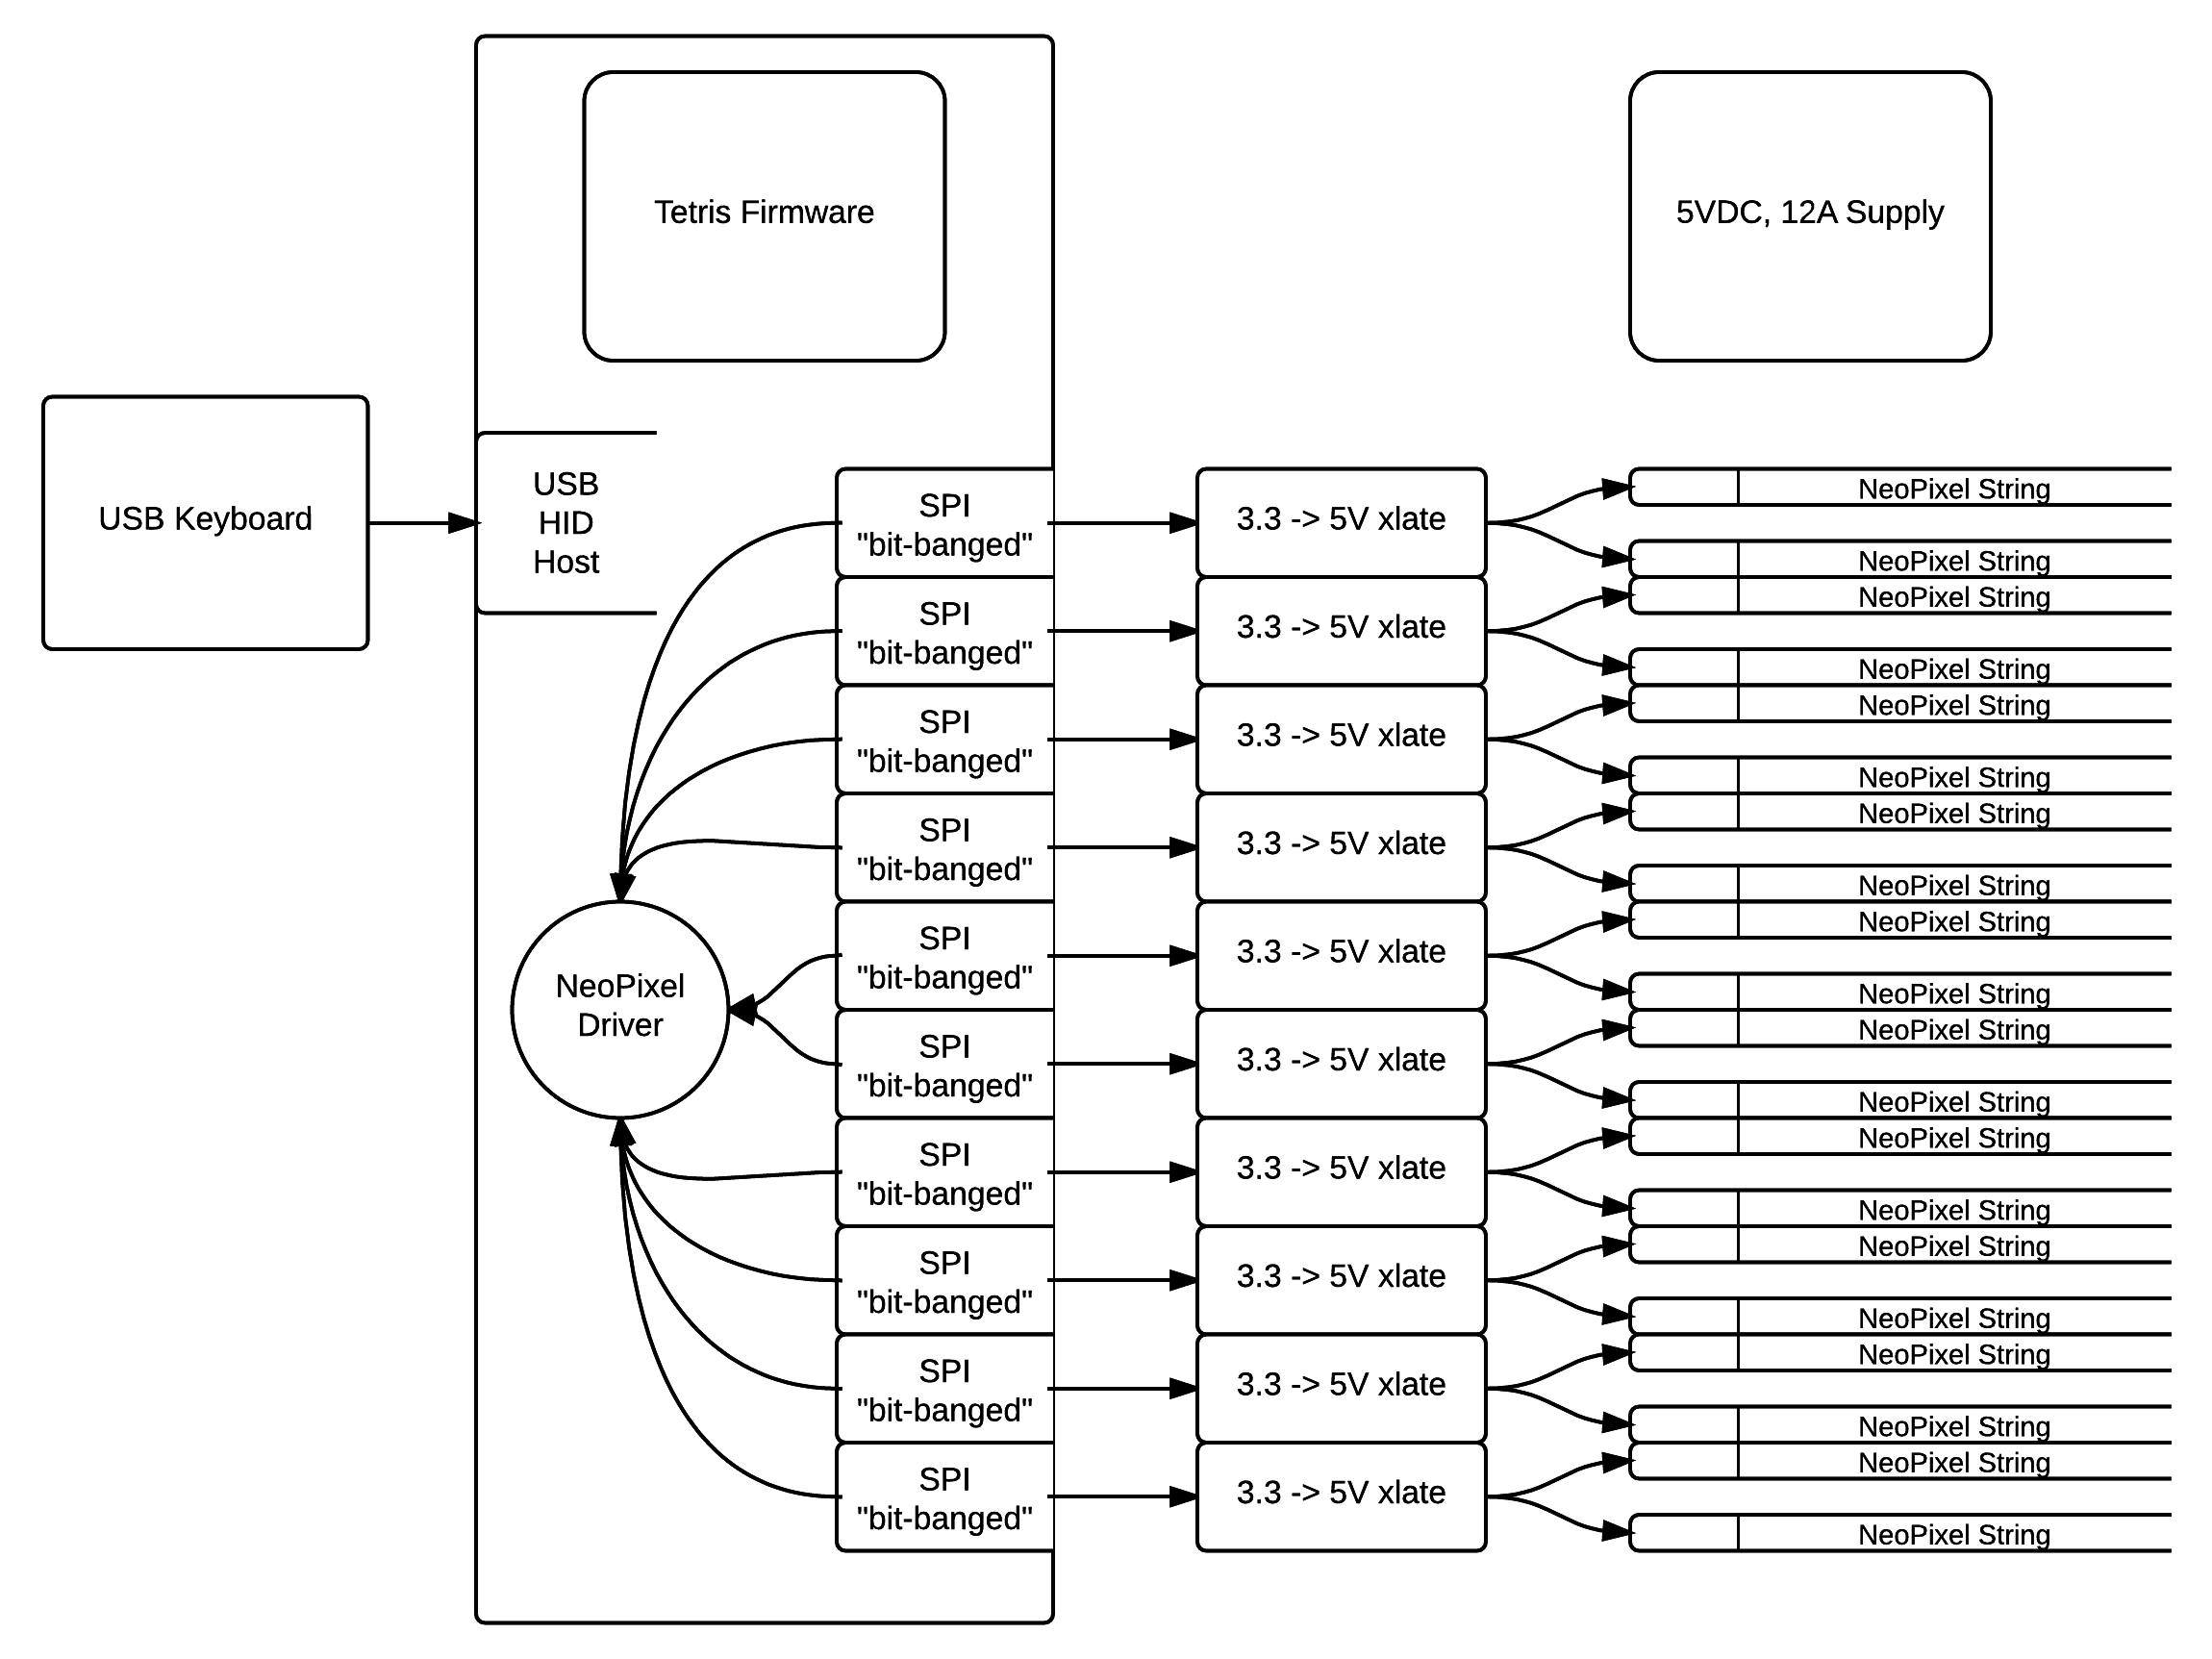 Tetris Firmware
5VDC, 12A Supply
USB Keyboard
USB
HID
Host
SPI
"bit-banged"
3.3 -> 5V xlate
NeoPixel String
NeoPixel String
SPI
"bit-banged"
3.3 -> 5V xlate
NeoPixel String
NeoPixel String
SPI
"bit-banged"
3.3 -> 5V xlate
NeoPixel String
NeoPixel String
SPI
"bit-banged"
3.3 -> 5V xlate
NeoPixel String
NeoPixel String
NeoPixel
Driver
SPI
"bit-banged"
3.3 -> 5V xlate
NeoPixel String
NeoPixel String
SPI
"bit-banged"
3.3 -> 5V xlate
NeoPixel String
NeoPixel String
SPI
"bit-banged"
3.3 -> 5V xlate
NeoPixel String
NeoPixel String
SPI
"bit-banged"
3.3 -> 5V xlate
NeoPixel String
NeoPixel String
SPI
"bit-banged"
3.3 -> 5V xlate
NeoPixel String
NeoPixel String
SPI
"bit-banged"
3.3 -> 5V xlate
NeoPixel String
NeoPixel String